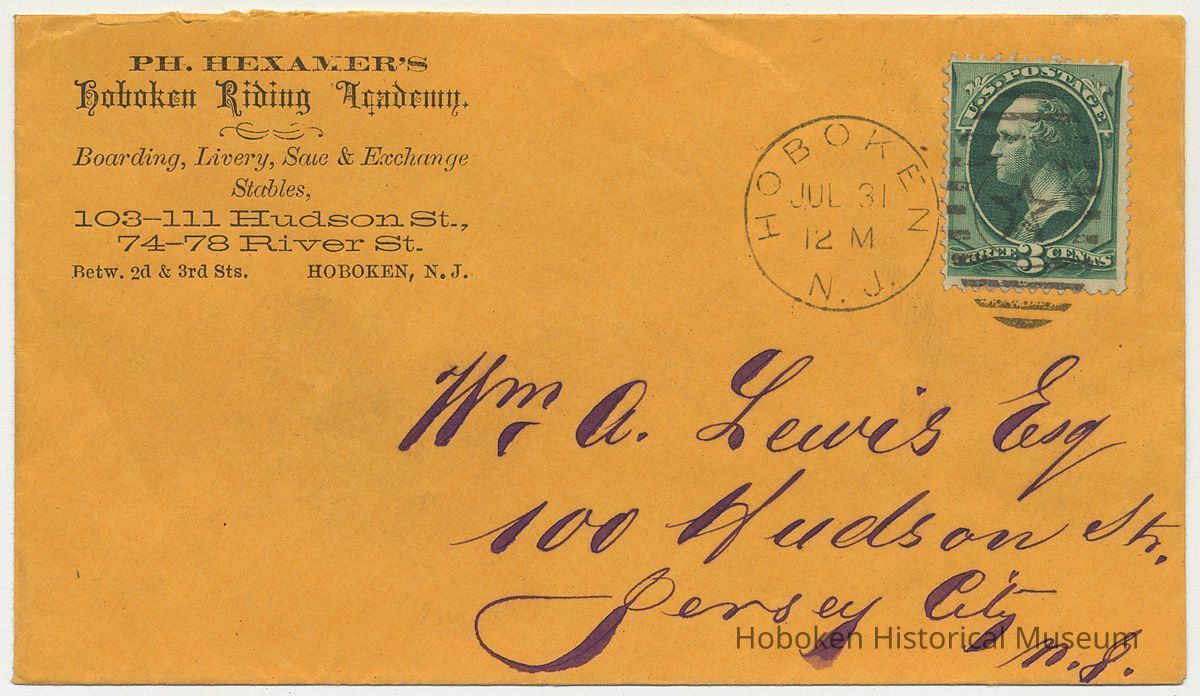 PH. HEXAMER'S
Hoboken Riding Academy.
Boarding, Livery, Sale & Exchange
Stables,
103-111 Hudson St.,
74-78 River St.
Betw. 2d & 3rd Sts. HOBOKEN, N. J.
HOBOKEN
JUL 31
12 M
N. J.
U.S. POSTAGE
THREE 3 CENTS
Wm A. Lewis Esq
100 Hudson St.
Jersey City
N.J.
Hoboken Historical Museum